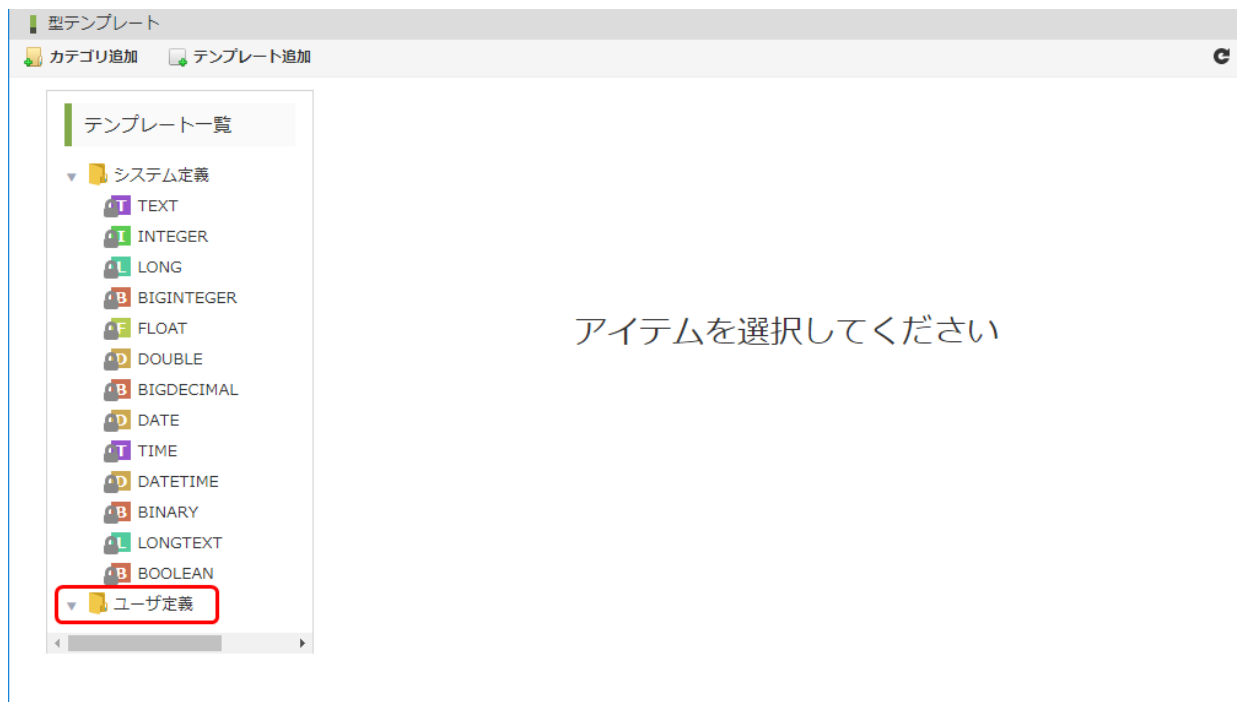 型テンプレート
カテゴリ追加 テンプレート追加
テンプレート一覧
システム定義
T TEXT
I INTEGER
L LONG
B BIGINTEGER
F FLOAT
D DOUBLE
B BIGDECIMAL
D DATE
T TIME
D DATETIME
B BINARY
L LONGTEXT
B BOOLEAN
ユーザ定義
アイテムを選択してください